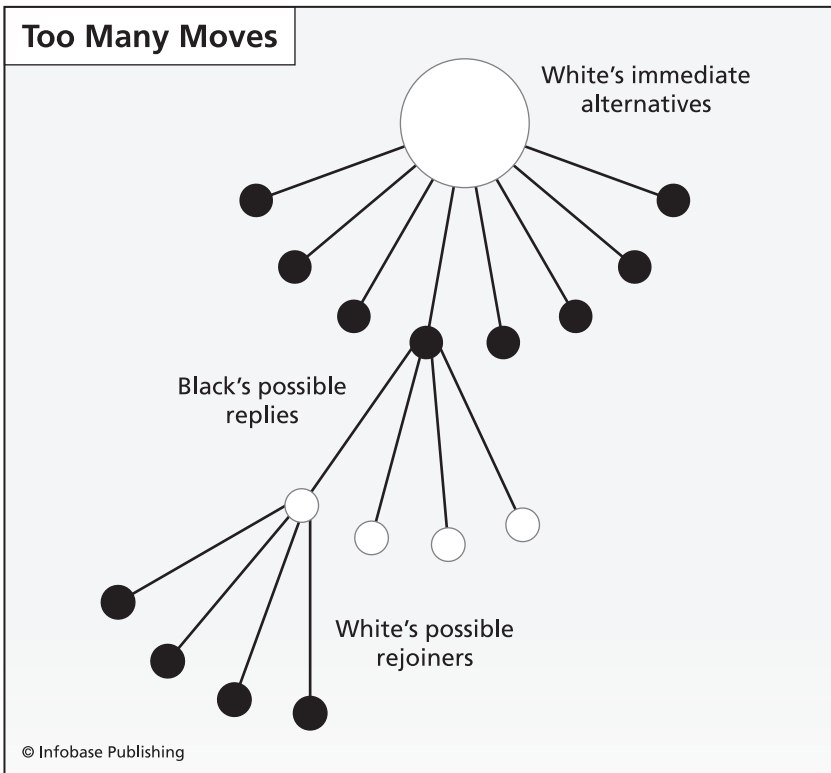 Too Many Moves
White’s immediate
alternatives
Black’s possible
replies
White’s possible
rejoiners
© Infobase Publishing